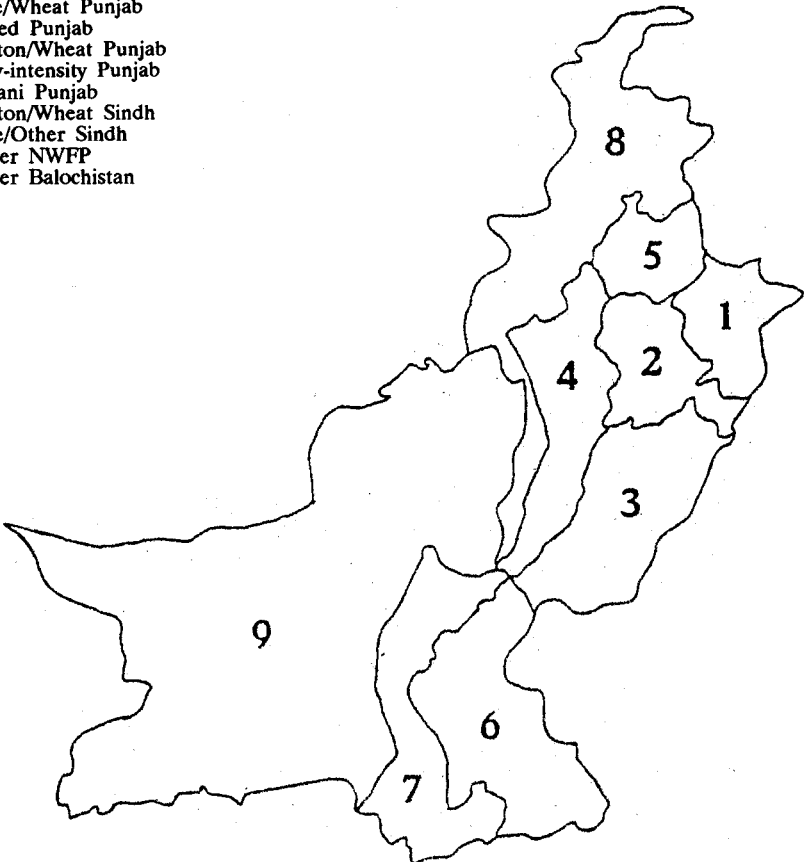 e/Wheat Punjab
ed Punjab
ton/Wheat Punjab
-intensity Punjab
ani Punjab
ton/Wheat Sindh
e/Other Sindh
er NWFP
er Balochistan
8
5
1
2
4
3
9
6
7